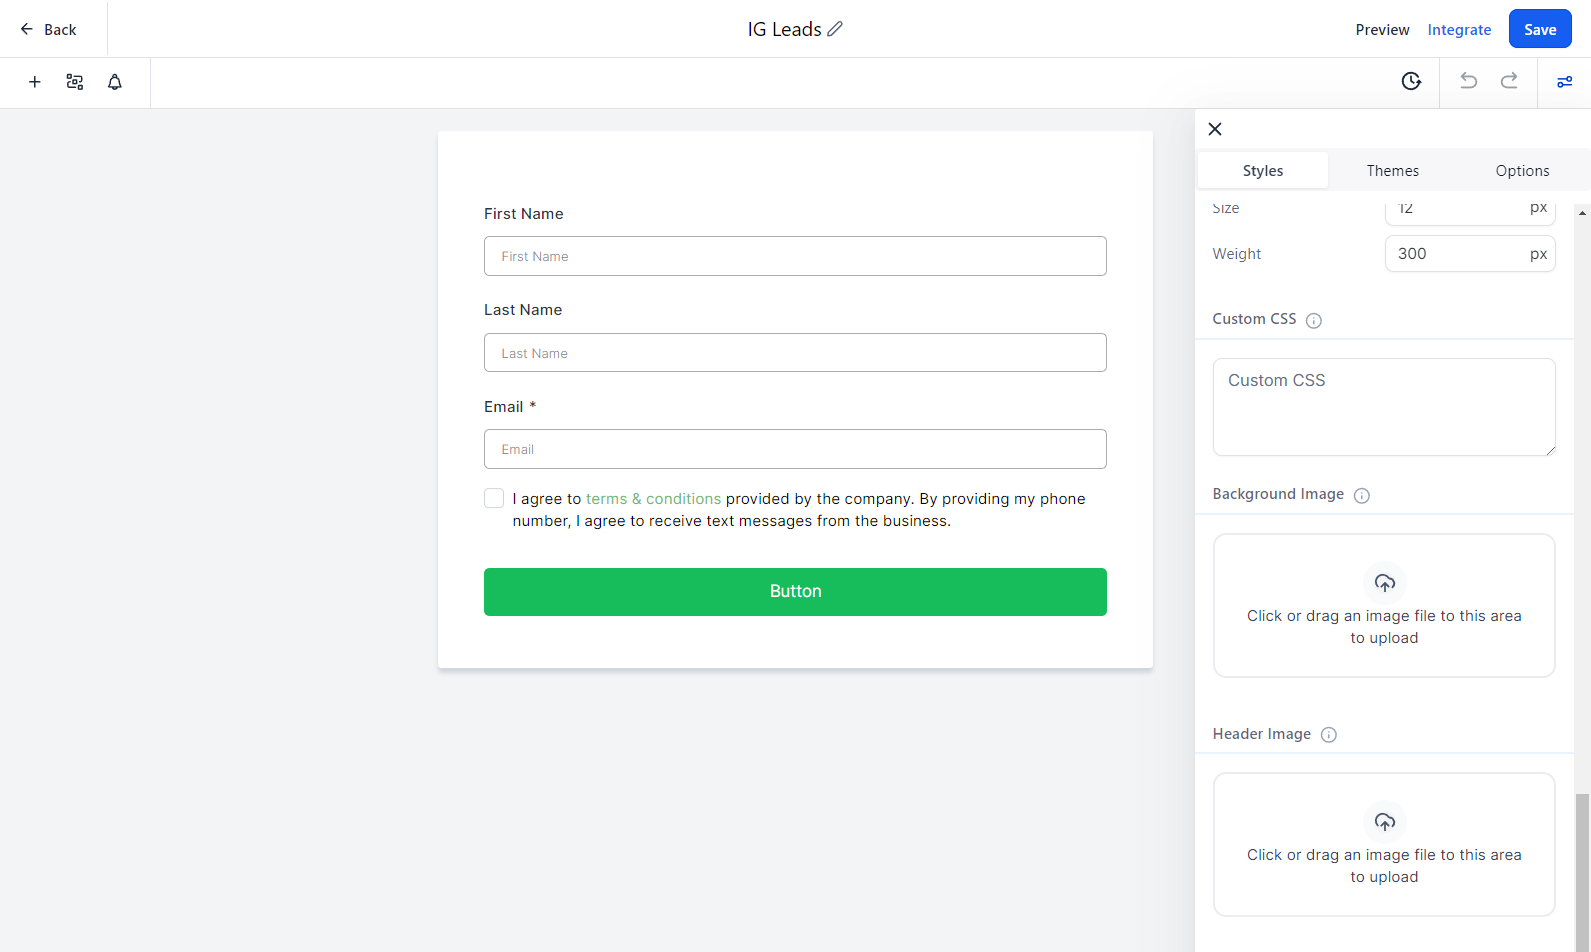 Back
IG Leads
Preview
Integrate
Save
Styles
Themes
Options
Size
12
px
Weight
300
px
Custom CSS
Custom CSS
Background Image
Click or drag an image file to this area
to upload
Header Image
Click or drag an image file to this area
to upload
First Name
First Name
Last Name
Last Name
Email *
Email
I agree to terms & conditions provided by the company. By providing my phone
number, I agree to receive text messages from the business.
Button